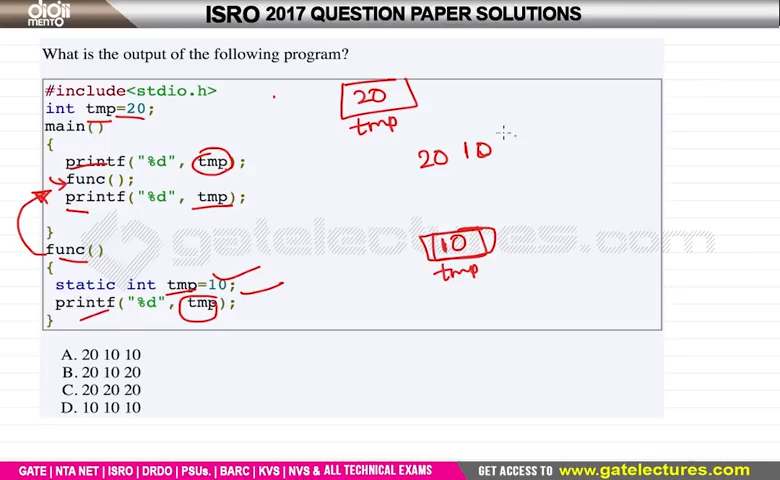 digii
MENTO
ISRO 2017 QUESTION PAPER SOLUTIONS
What is the output of the following program?
#include<stdio.h>
int tmp=20;
main()
{
printf("%d", tmp);
func();
printf("%d", tmp);
}
func()
{
static int tmp=10;
printf("%d", tmp);
}
20
tmp
20 10
10
tmp
gatelectures.com
A. 20 10 10
B. 20 10 20
C. 20 20 20
D. 10 10 10
GATE | NTA NET | ISRO | DRDO | PSUs. | BARC | KVS | NVS & ALL TECHNICAL EXAMS GET ACCESS TO www.gatelectures.com